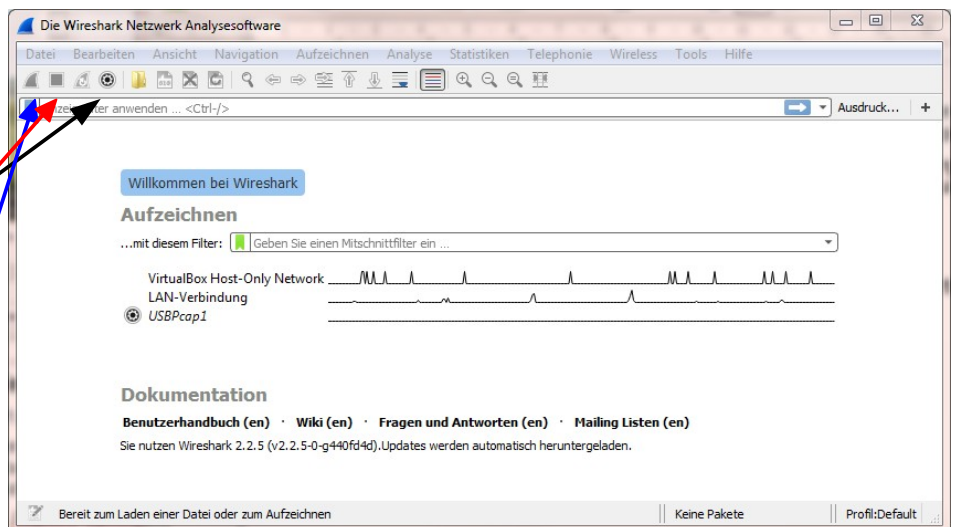 Die Wireshark Netzwerk Analysesoftware
Datei Bearbeiten Ansicht Navigation Aufzeichnen Analyse Statistiken Telephonie Wireless Tools Hilfe
anwenden ... <Ctrl-/> Ausdruck... +
Willkommen bei Wireshark
Aufzeichnen
...mit diesem Filter: Geben Sie einen Mitschnittfilter ein ...
VirtualBox Host-Only Network
LAN-Verbindung
USBPcap1
Dokumentation
Benutzerhandbuch (en) · Wiki (en) · Fragen und Antworten (en) · Mailing Listen (en)
Sie nutzen Wireshark 2.2.5 (v2.2.5-0-g440fd4d).Updates werden automatisch heruntergeladen.
Bereit zum Laden einer Datei oder zum Aufzeichnen Keine Pakete Profil:Default